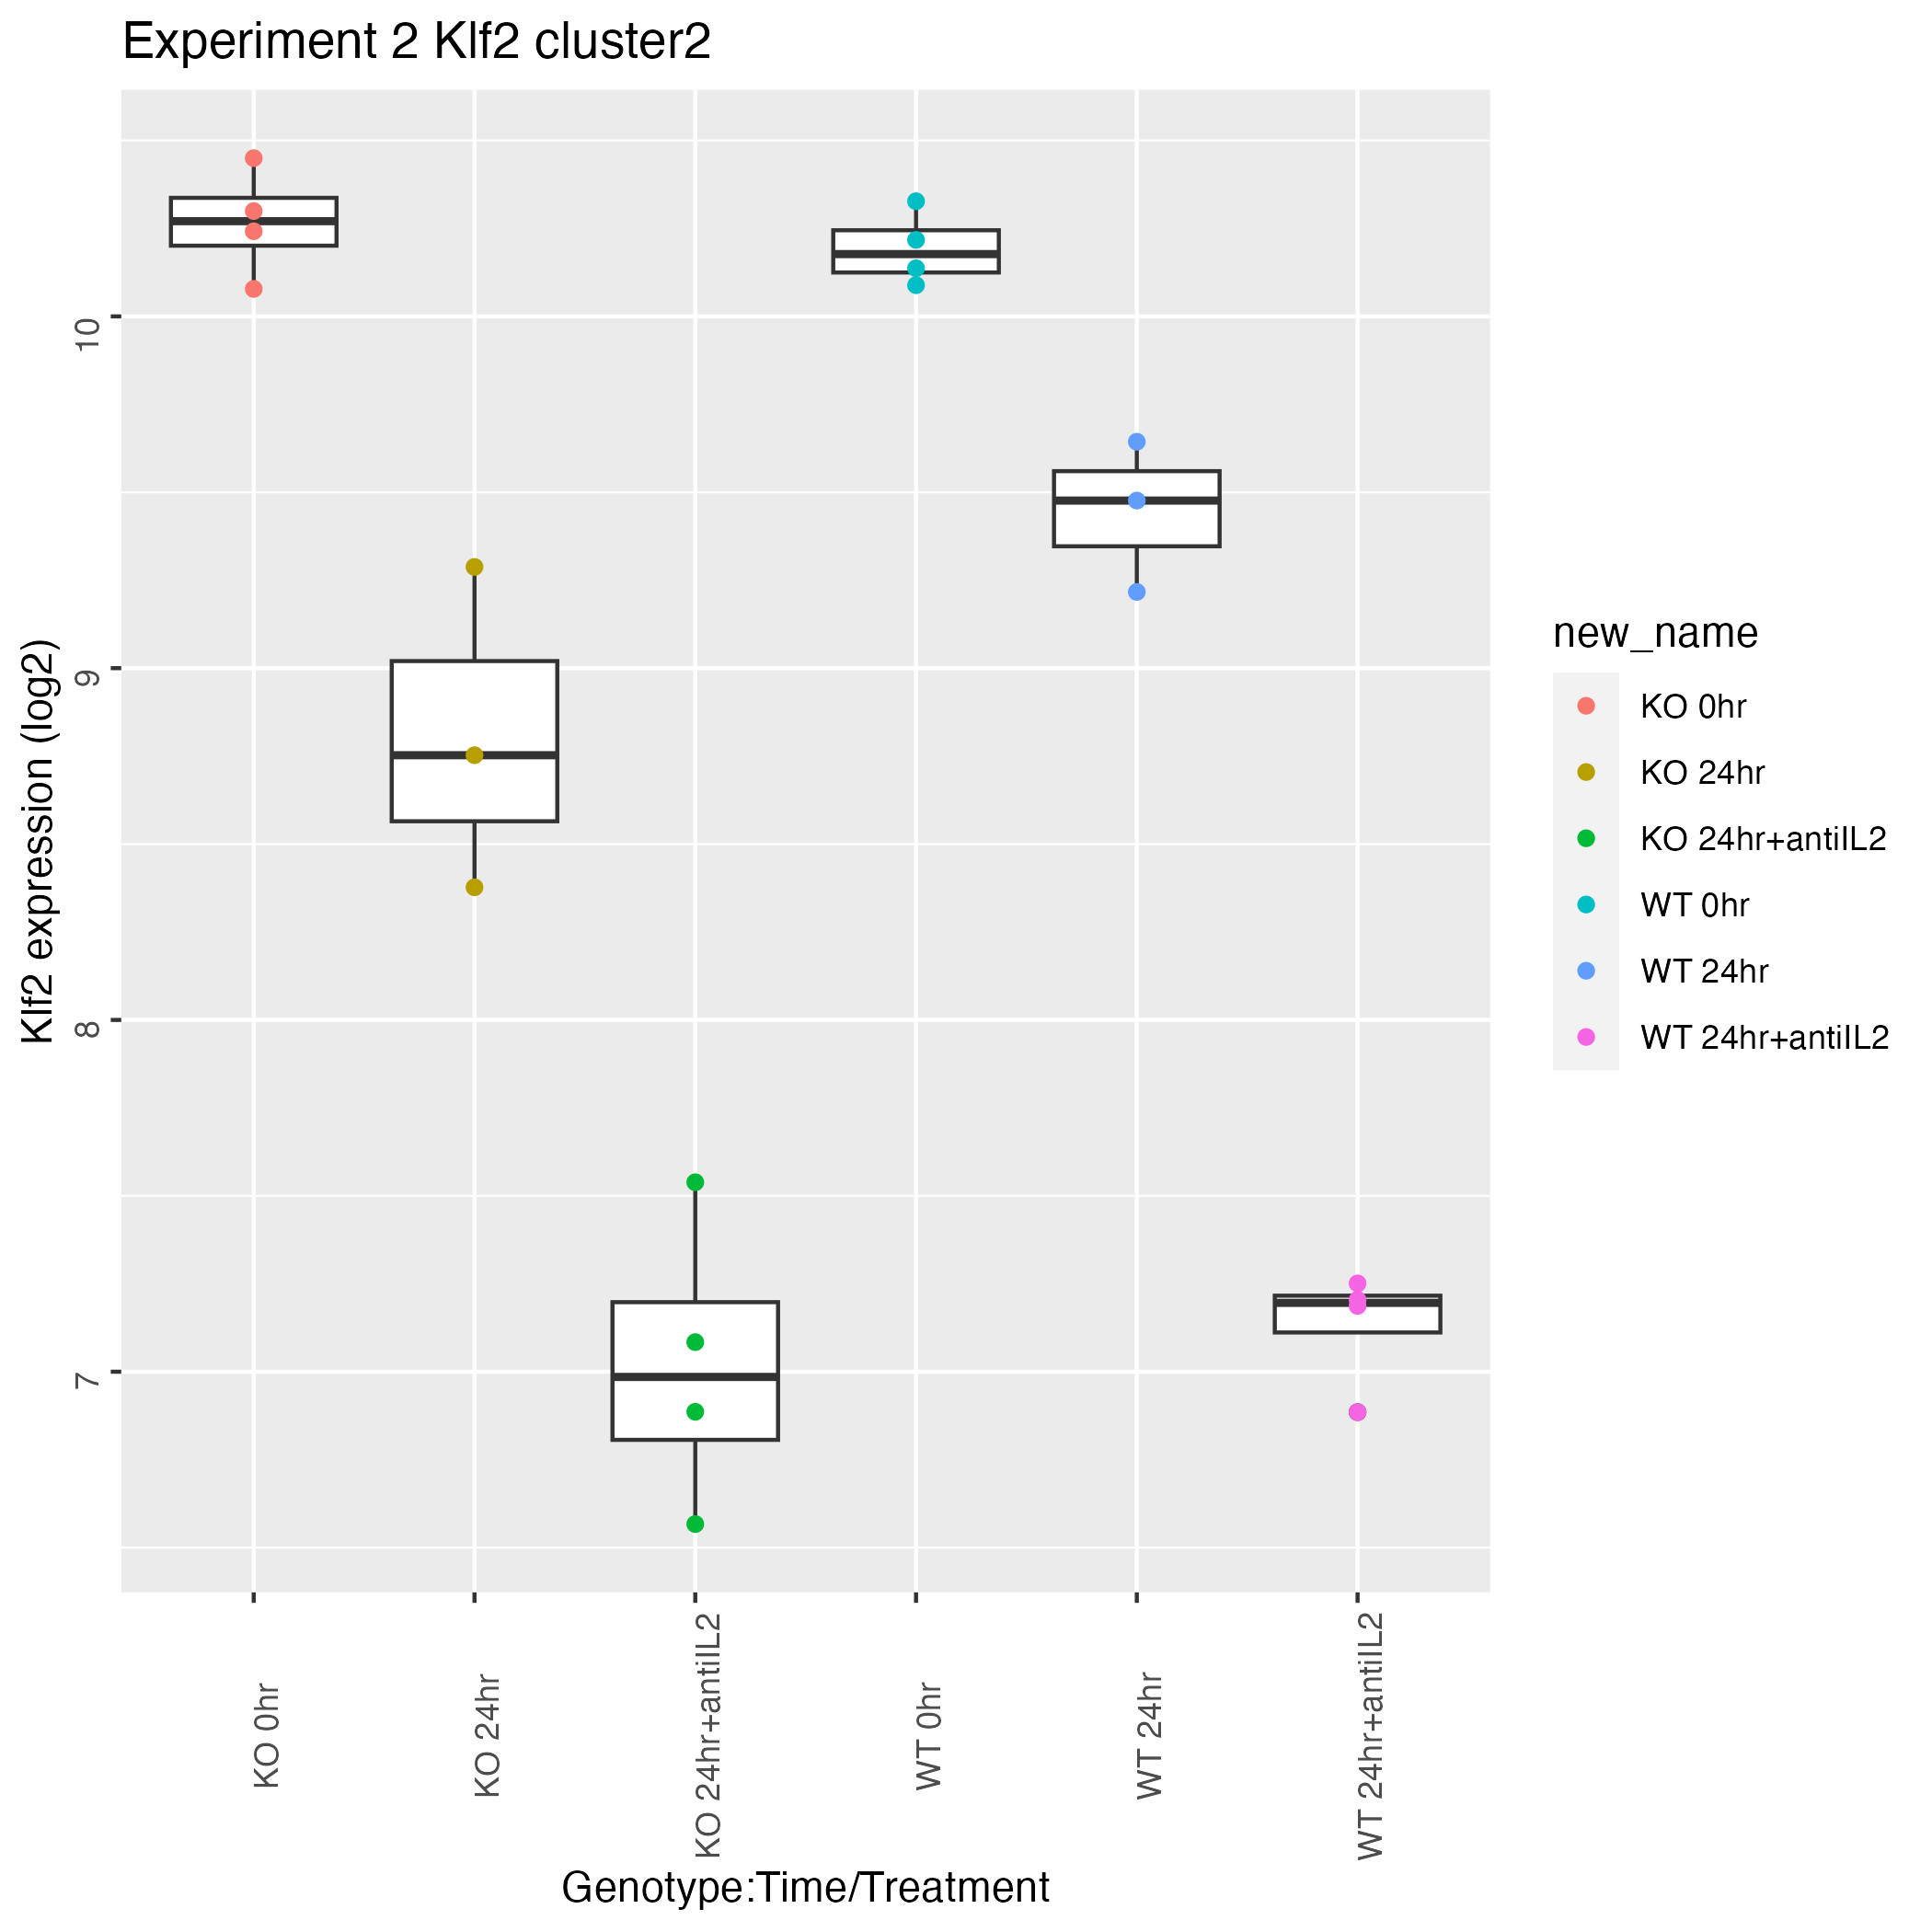 Experiment 2 Klf2 cluster2
Klf2 expression (log2)
10
9
8
7
KO 0hr
KO 24hr
KO 24hr+antiIL2
WT 0hr
WT 24hr
WT 24hr+antiIL2
Genotype:Time/Treatment
new_name
KO 0hr
KO 24hr
KO 24hr+antiIL2
WT 0hr
WT 24hr
WT 24hr+antiIL2